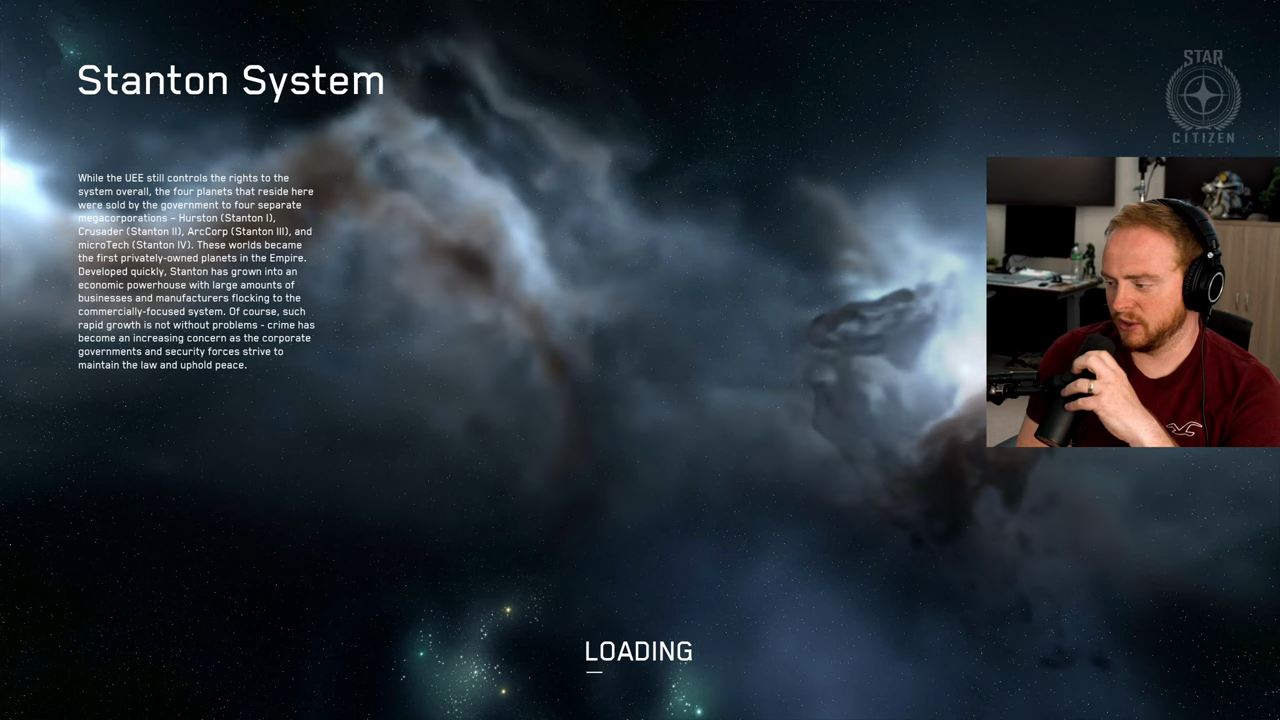 Stanton System
STAR
CITIZEN
While the UEE still controls the rights to the
system overall, the four planets that reside here
were sold by the government to four separate
megacorporations – Hurston (Stanton I),
Crusader (Stanton II), ArcCorp (Stanton III), and
microTech (Stanton IV). These worlds became
the first privately-owned planets in the Empire.
Developed quickly, Stanton has grown into an
economic powerhouse with large amounts of
businesses and manufacturers flocking to the
commercially-focused system. Of course, such
rapid growth is not without problems - crime has
become an increasing concern as the corporate
governments and security forces strive to
maintain the law and uphold peace.
LOADING